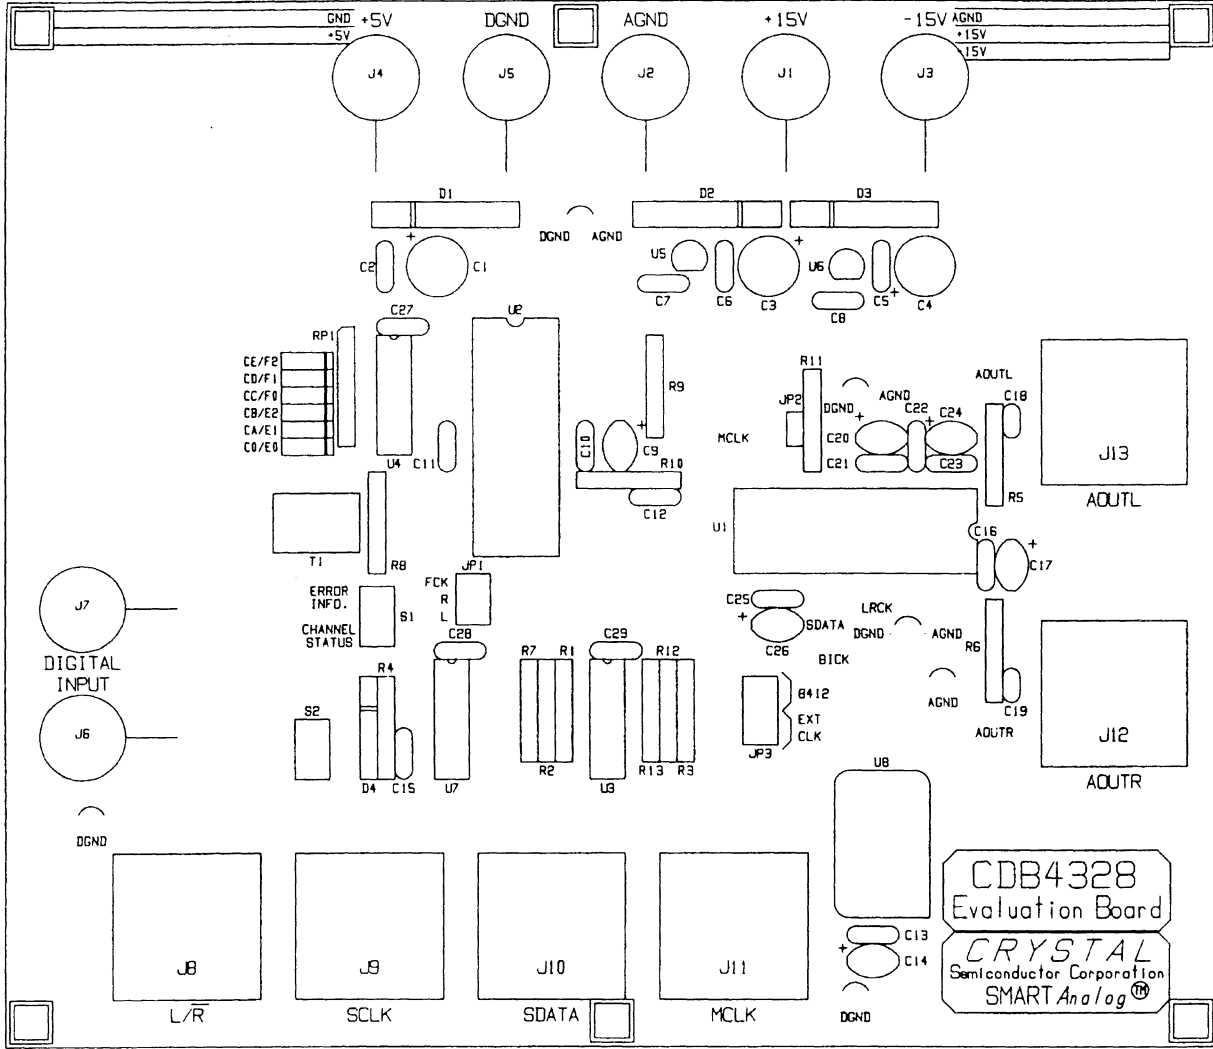 GND +5V DGND AGND +15V -15V AGND
+5V +15V
-15V
J4 J5 J2 J1 J3
D1 D2 D3
DGND AGND
+ U5 + U6
C2 C1 C7 C6 C3 C8 C5 + C4
C27 U2
RP1
CE/F2
CD/F1
CC/F0
CB/E2
CA/E1
C0/E0
U4 C11 C10 + C9 R9 R10 C12
R11 JP2 MCLK
DGND AGND
+ C20 C21 C22 + C24 C23
AOUTL C18 R5
J13
AOUTL
U1 C16 + C17
T1 R8
JP1
FCK
R
L
ERROR
INFO.
CHANNEL
STATUS
S1
J7
DIGITAL
INPUT
J6
DGND
C28 C29
C25 + C26 SDATA
LRCK
DGND AGND
BICK
R6 AGND C19
AOUTR
J12
AOUTR
S2 R4 D4 C15 U7
R7 R1 R2 U3 R12 R13 R3
8412
EXT
CLK
JP3
U8
J8 J9 J10 J11
L/R̅ SCLK SDATA MCLK
C13
+ C14
DGND
CDB4328
Evaluation Board
CRYSTAL
Semiconductor Corporation
SMART Analog TM